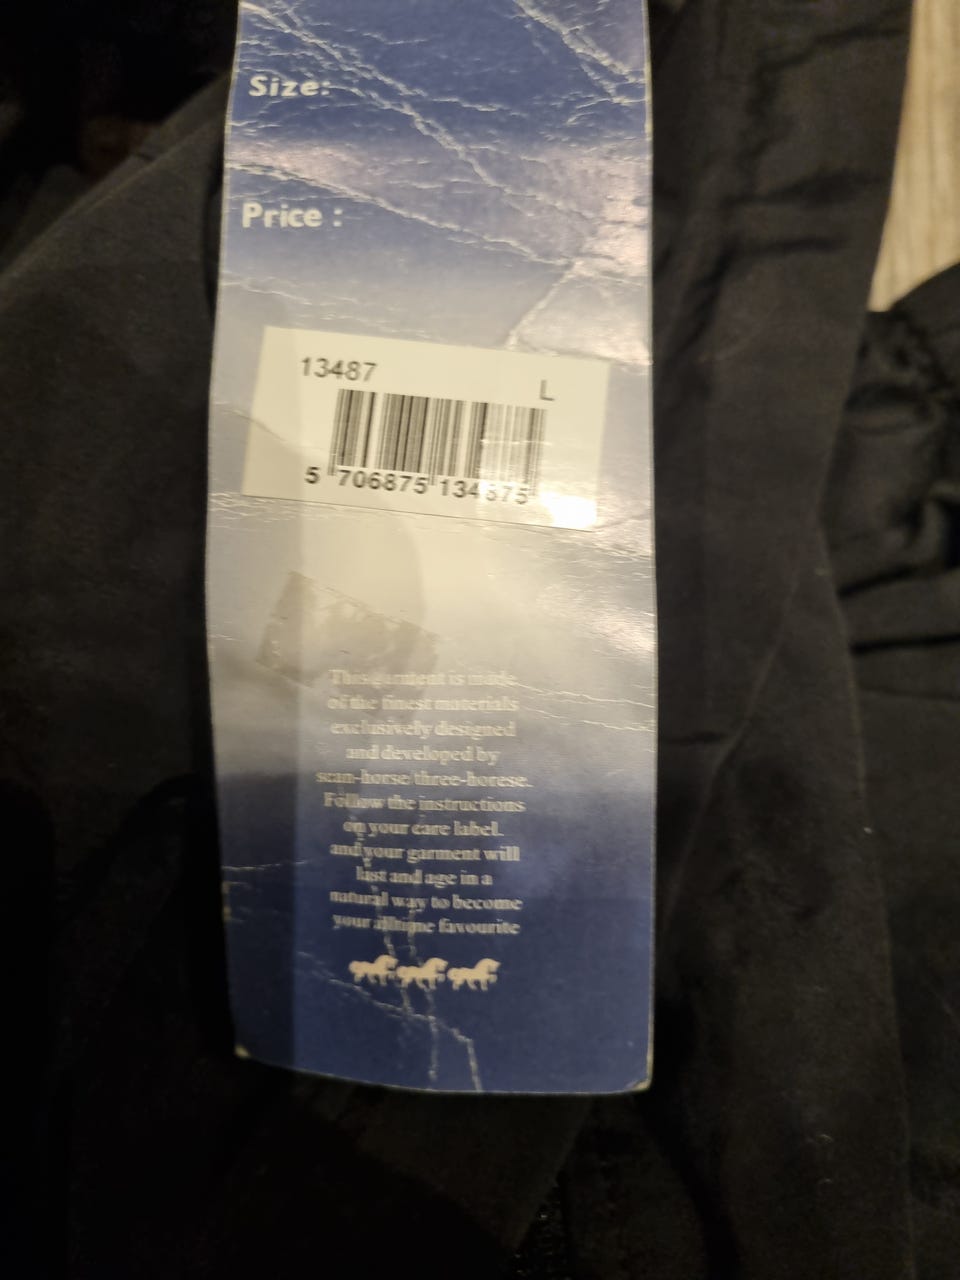 Size:
Price :
13487
L
5 706875 134875
This garment is made
of the finest materials
exclusively designed
and developed by
scan-horse/three-horese.
Follow the instructions
on your care label.
and your garment will
last and age in a
natural way to become
your alltime favourite